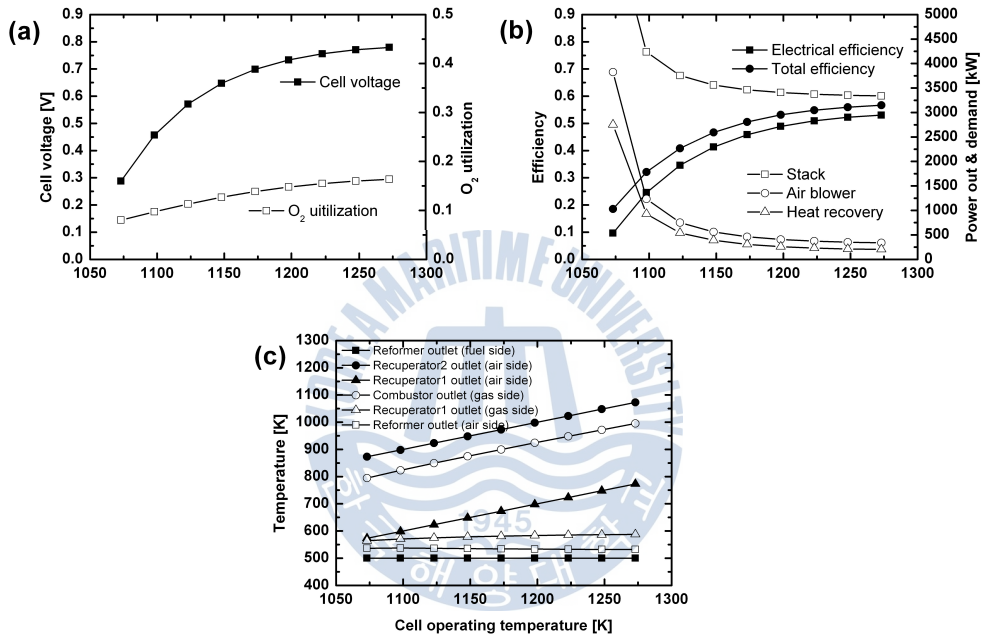 (a)
0.9
0.8
0.7
0.6
0.5
0.4
0.3
0.2
0.1
0.0
Cell voltage [V]
0.5
0.4
0.3
0.2
0.1
0.0
O2 utilization
Cell voltage
O2 uitilization
1050 1100 1150 1200 1250 1300
(b)
0.9
0.8
0.7
0.6
0.5
0.4
0.3
0.2
0.1
0.0
Efficiency
5000
4500
4000
3500
3000
2500
2000
1500
1000
500
0
Power out & demand [kW]
Electrical efficiency
Total efficiency
Stack
Air blower
Heat recovery
1050 1100 1150 1200 1250 1300
KOREA MARITIME UNIVERSITY
(c)
1300
1200
1100
1000
900
800
700
600
500
400
Temperature [K]
Reformer outlet (fuel side)
Recuperator2 outlet (air side)
Recuperator1 outlet (air side)
Combustor outlet (gas side)
Recuperator1 outlet (gas side)
Reformer outlet (air side)
1945
1050 1100 1150 1200 1250 1300
Cell operating temperature [K]